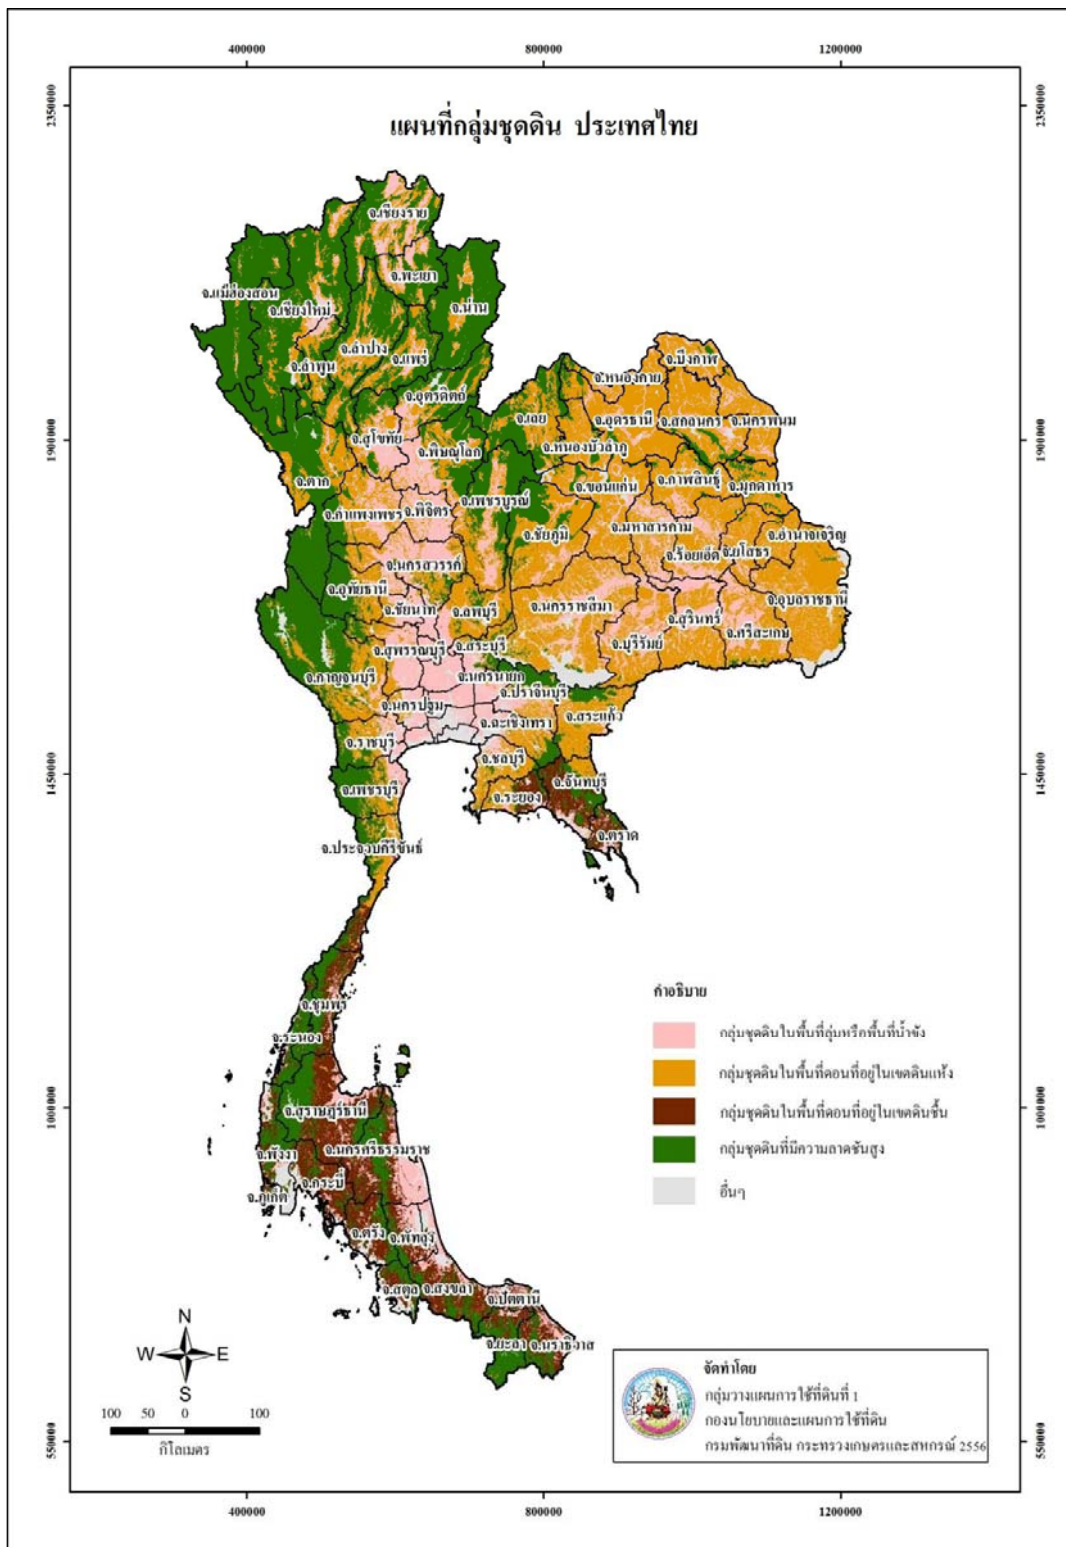 400000
800000
1200000
2350000
2350000
แผนที่กลุ่มชุดดิน ประเทศไทย
จ.เชียงราย
จ.พะเยา
จ.แม่ฮ่องสอน
จ.เชียงใหม่
จ.น่าน
จ.ลำปาง
จ.แพร่
จ.ลำพูน
จ.บึงกาฬ
จ.หนองคาย
จ.อุตรดิตถ์
จ.เลย
จ.อุดรธานี
จ.สกลนคร
จ.นครพนม
1900000
1900000
จ.สุโขทัย
จ.พิษณุโลก
จ.หนองบัวลำภู
จ.ตาก
จ.เพชรบูรณ์
จ.ขอนแก่น
จ.กาฬสินธุ์
จ.มุกดาหาร
จ.กำแพงเพชร
จ.พิจิตร
จ.ชัยภูมิ
จ.มหาสารคาม
จ.ร้อยเอ็ด
จ.ยโสธร
จ.อำนาจเจริญ
จ.นครสวรรค์
จ.อุทัยธานี
จ.ชัยนาท
จ.ลพบุรี
จ.นครราชสีมา
จ.สุรินทร์
จ.อุบลราชธานี
จ.สุพรรณบุรี
จ.สระบุรี
จ.บุรีรัมย์
จ.ศรีสะเกษ
จ.กาญจนบุรี
จ.นครนายก
จ.ปราจีนบุรี
จ.นครปฐม
จ.ฉะเชิงเทรา
จ.สระแก้ว
จ.ราชบุรี
จ.ชลบุรี
1450000
1450000
จ.เพชรบุรี
จ.ระยอง
จ.จันทบุรี
จ.ตราด
จ.ประจวบคีรีขันธ์
จ.ชุมพร
จ.ระนอง
คำอธิบาย
กลุ่มชุดดินในพื้นที่ลุ่มหรือพื้นที่น้ำขัง
กลุ่มชุดดินในพื้นที่ดอนที่อยู่ในเขตดินแห้ง
กลุ่มชุดดินในพื้นที่ดอนที่อยู่ในเขตดินชื้น
กลุ่มชุดดินที่มีความลาดชันสูง
อื่นๆ
1000000
1000000
จ.สุราษฎร์ธานี
จ.พังงา
จ.นครศรีธรรมราช
จ.กระบี่
จ.ภูเก็ต
จ.ตรัง
จ.พัทลุง
จ.สตูล
จ.สงขลา
จ.ปัตตานี
จ.ยะลา
จ.นราธิวาส
N
W
E
S
100
50
0
100
กิโลเมตร
จัดทำโดย
กลุ่มวางแผนการใช้ที่ดินที่ 1
กองนโยบายและแผนการใช้ที่ดิน
กรมพัฒนาที่ดิน กระทรวงเกษตรและสหกรณ์ 2556
550000
550000
400000
800000
1200000